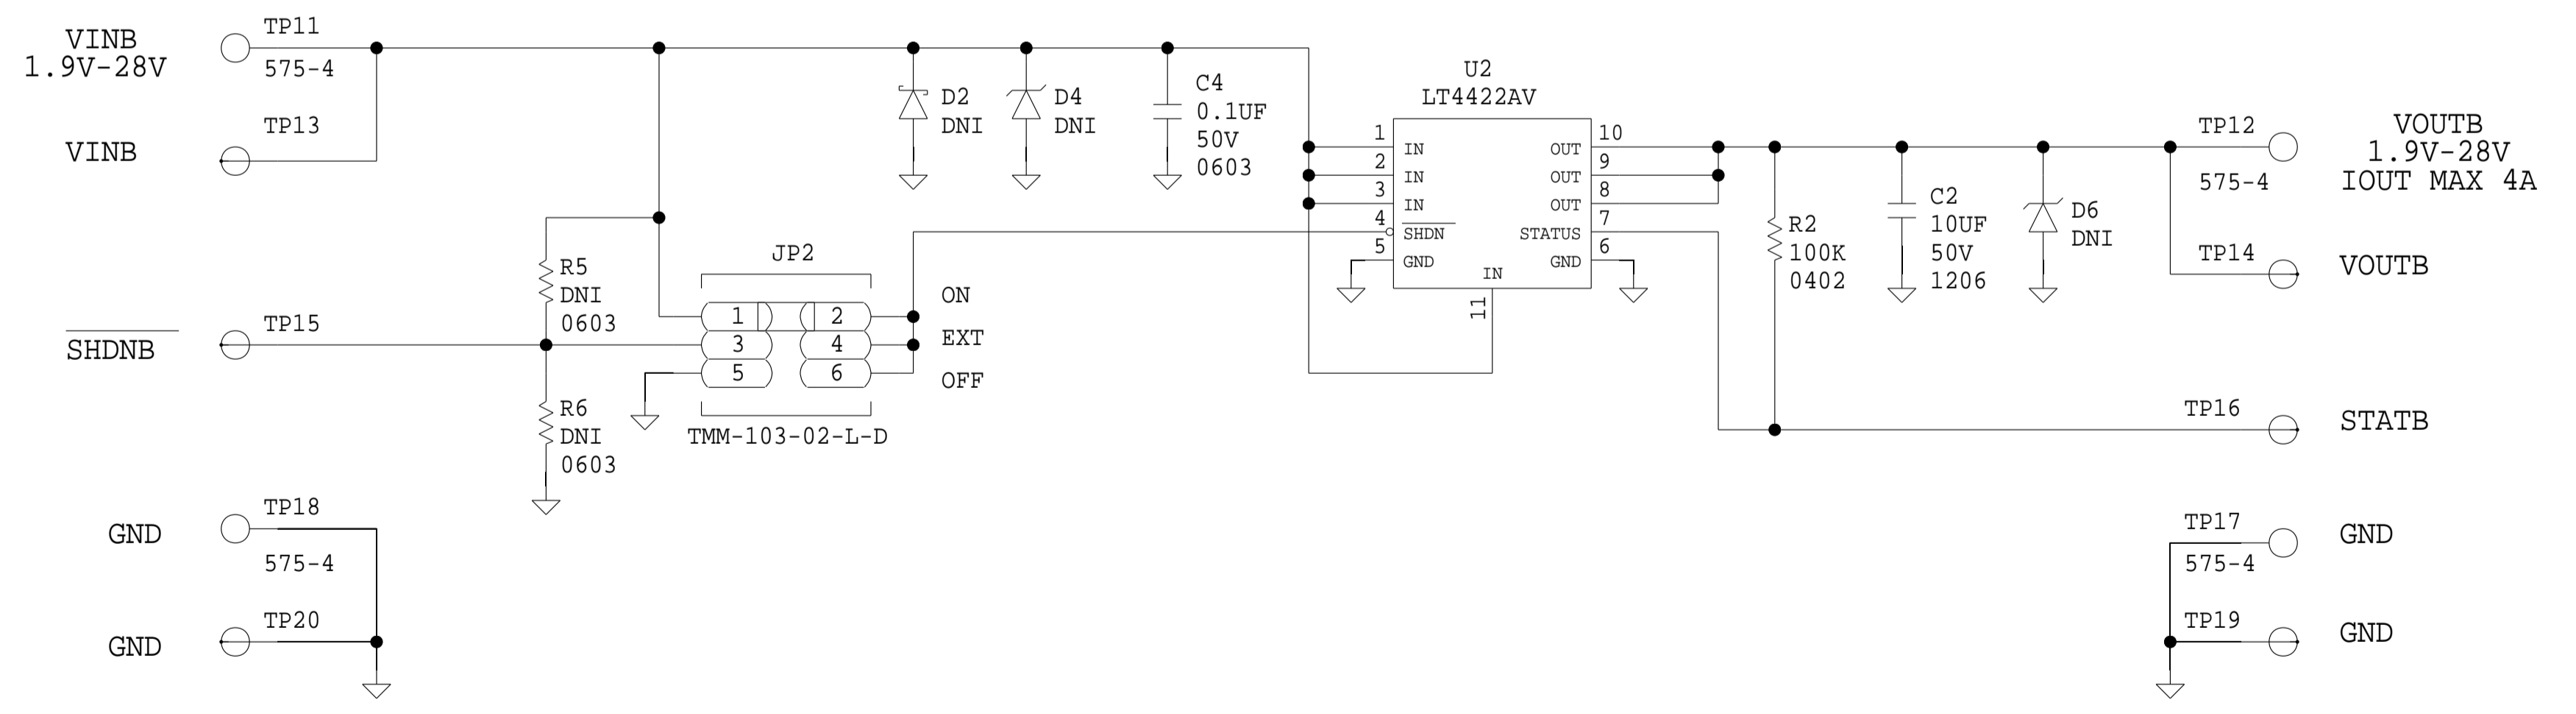 VINB
1.9V-28V
TP11
575-4
VINB
TP13
D2
DNI
D4
DNI
C4
0.1UF
50V
0603
U2
LT4422AV
1
2
3
4
5
IN
IN
IN
SHDN
GND
IN
11
OUT
OUT
OUT
STATUS
GND
10
9
8
7
6
R2
100K
0402
C2
10UF
50V
1206
D6
DNI
TP12
575-4
VOUTB
1.9V-28V
IOUT MAX 4A
TP14
VOUTB
R5
DNI
0603
JP2
1
2
3
4
5
6
ON
EXT
OFF
TMM-103-02-L-D
SHDNB
TP15
R6
DNI
0603
TP16
STATB
GND
TP18
575-4
GND
TP20
TP17
575-4
GND
TP19
GND